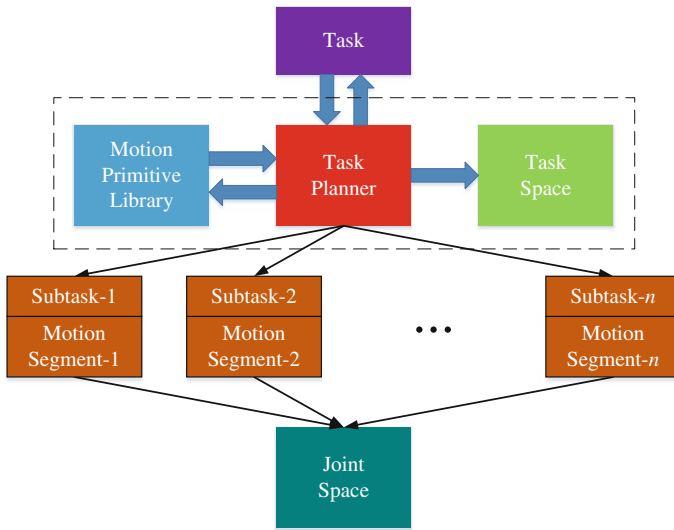 Task
Motion
Primitive
Library
Task
Planner
Task
Space
Subtask-1
Motion
Segment-1
Subtask-2
Motion
Segment-2
...
Subtask-n
Motion
Segment-n
Joint
Space